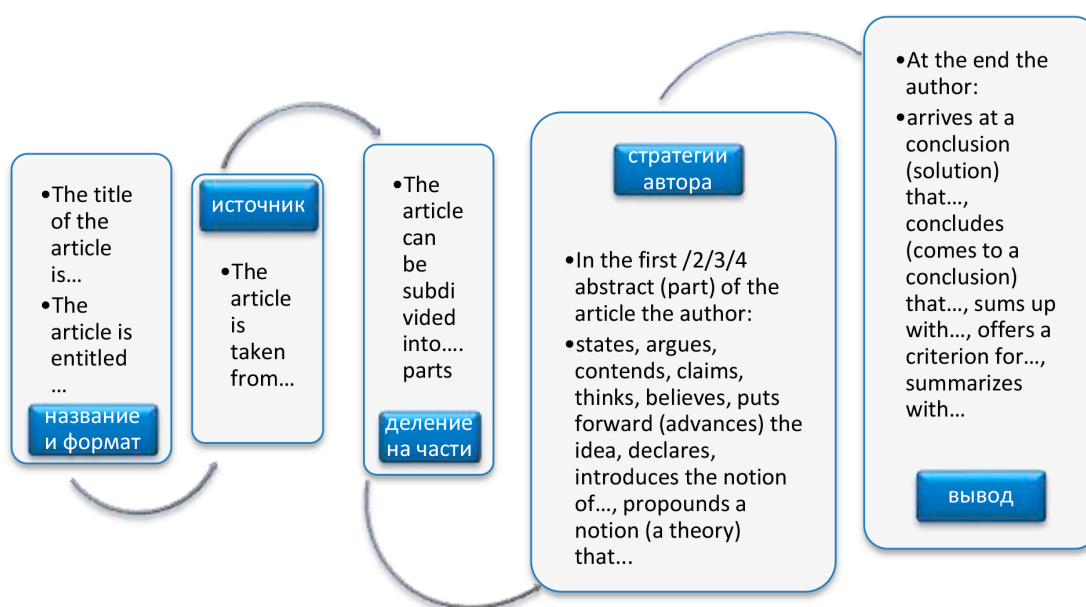 •The title
of the
article
is…
•The
article is
entitled
…
название
и формат
источник
•The
article
is
taken
from…
•The
article
can
be
subdi
vided
into….
parts
деление
на части
стратегии
автора
•In the first /2/3/4
abstract (part) of the
article the author:
•states, argues,
contends, claims,
thinks, believes, puts
forward (advances) the
idea, declares,
introduces the notion
of…, propounds a
notion (a theory)
that...
•At the end the
author:
•arrives at a
conclusion
(solution)
that…,
concludes
(comes to a
conclusion)
that…, sums up
with…, offers a
criterion for…,
summarizes
with…
вывод